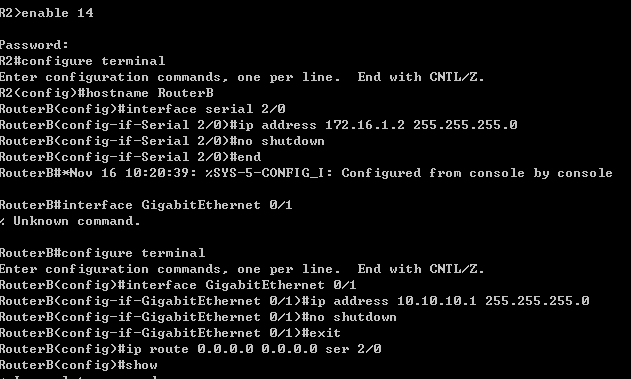 R2>enable 14
Password:
R2#configure terminal
Enter configuration commands, one per line.  End with CNTL/Z.
R2(config)#hostname RouterB
RouterB(config)#interface serial 2/0
RouterB(config-if-Serial 2/0)#ip address 172.16.1.2 255.255.255.0
RouterB(config-if-Serial 2/0)#no shutdown
RouterB(config-if-Serial 2/0)#end
RouterB#*Nov 16 10:20:39: %SYS-5-CONFIG_I: Configured from console by console
RouterB#interface GigabitEthernet 0/1
% Unknown command.
RouterB#configure terminal
Enter configuration commands, one per line.  End with CNTL/Z.
RouterB(config)#interface GigabitEthernet 0/1
RouterB(config-if-GigabitEthernet 0/1)#ip address 10.10.10.1 255.255.255.0
RouterB(config-if-GigabitEthernet 0/1)#no shutdown
RouterB(config-if-GigabitEthernet 0/1)#exit
RouterB(config)#ip route 0.0.0.0 0.0.0.0 ser 2/0
RouterB(config)#show